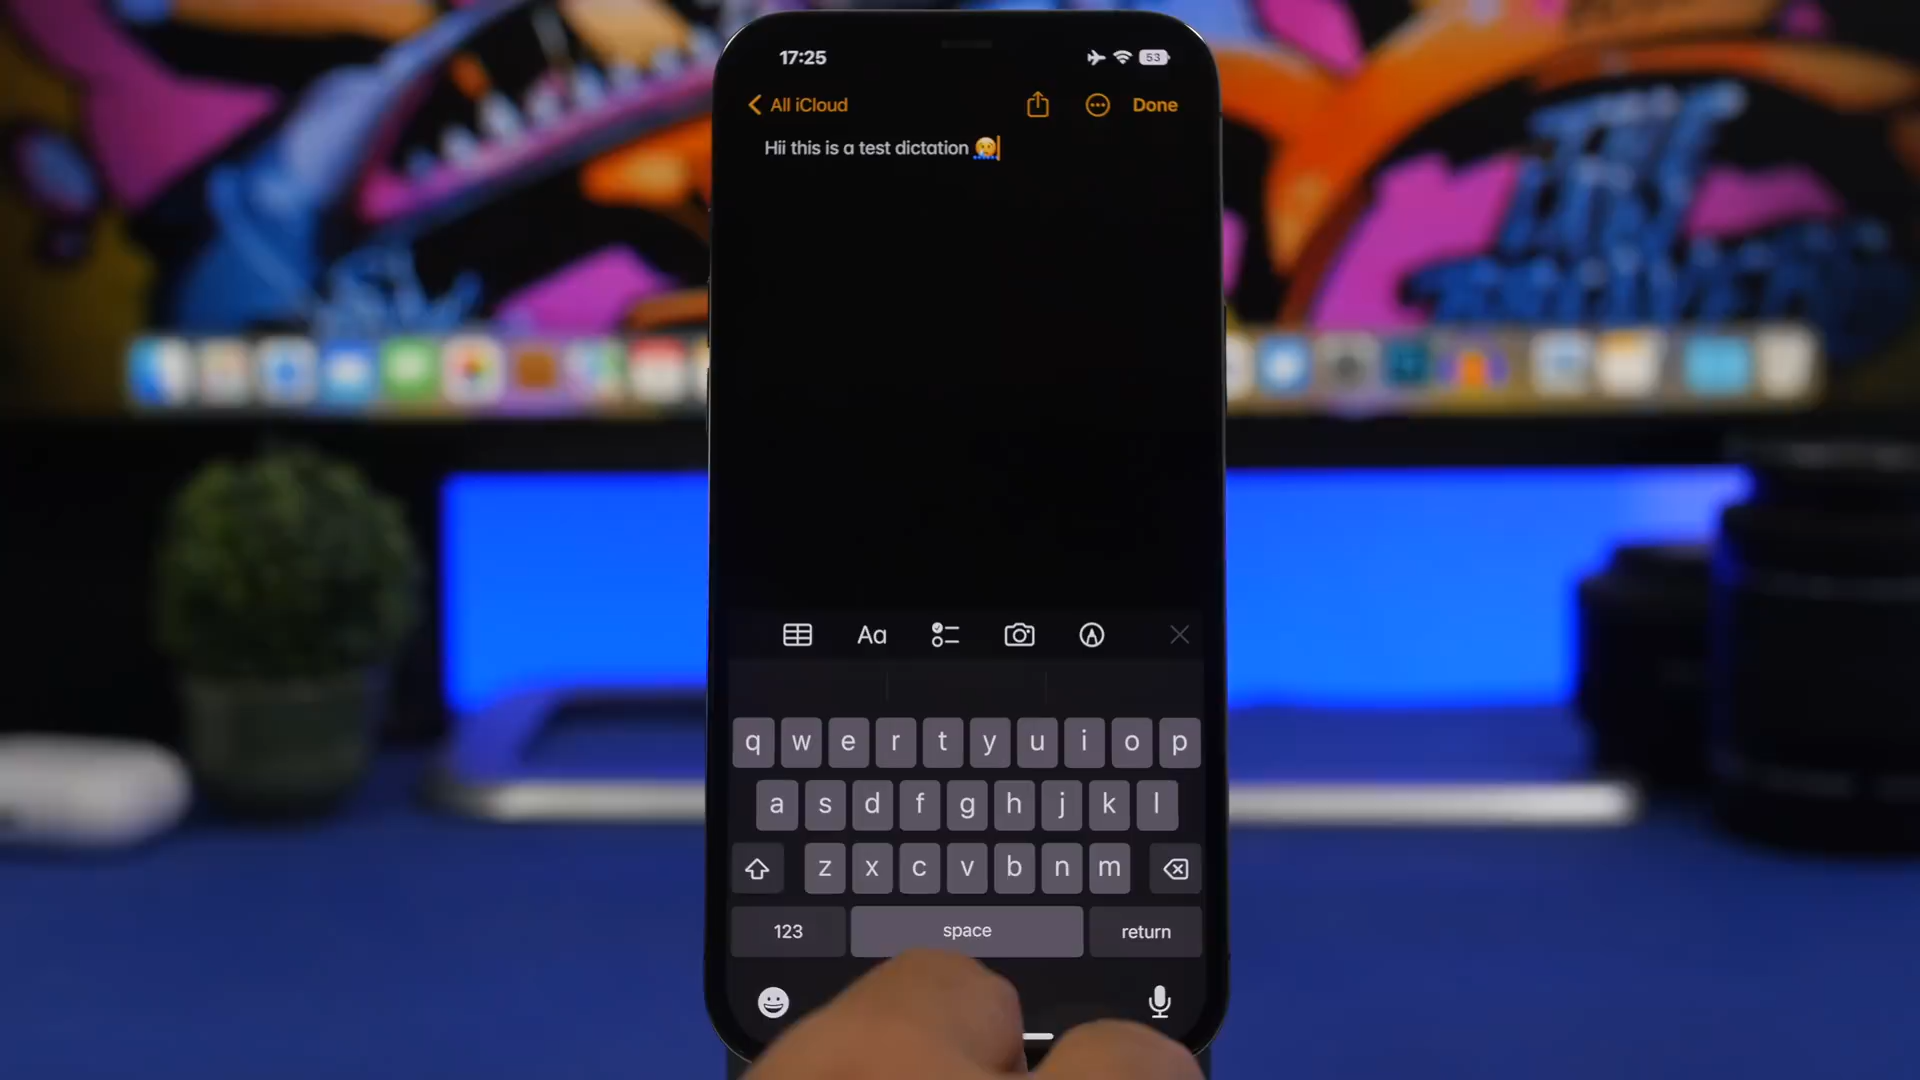 17:25
53
All iCloud
Done
Hii this is a test dictation 😢
Aa
q w e r t y u i o p
a s d f g h j k l
z x c v b n m
123 space return